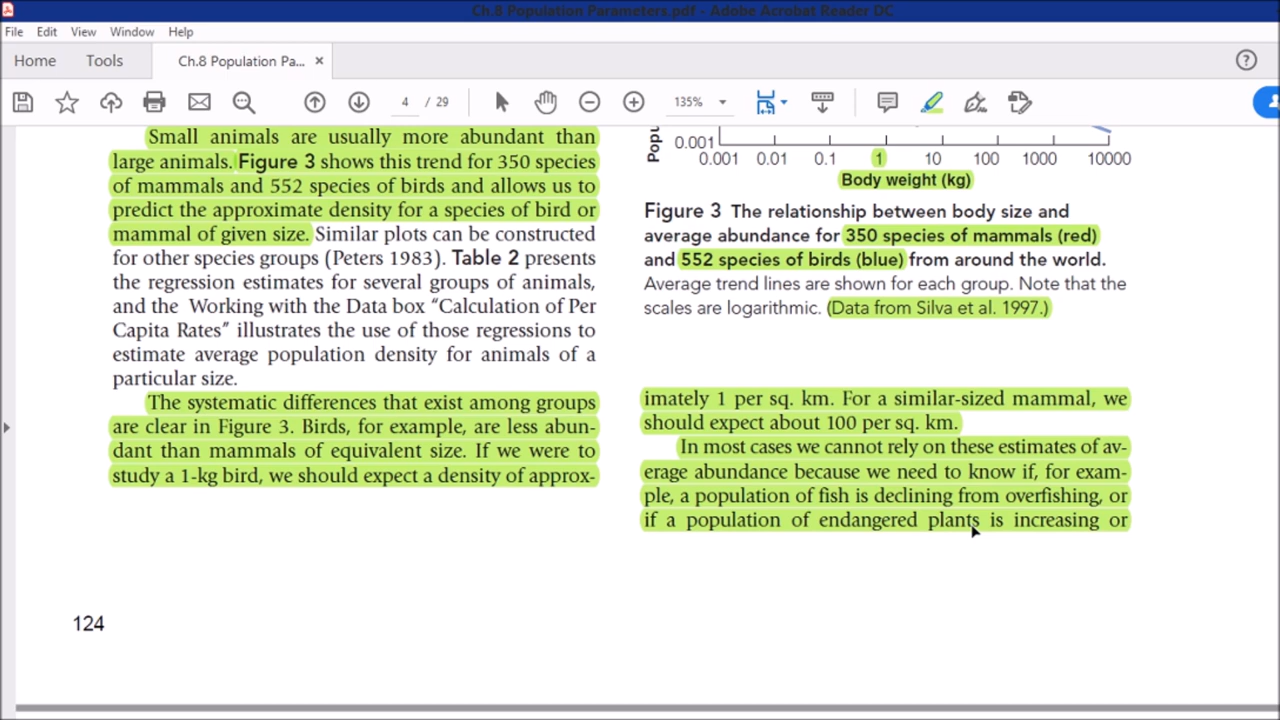 Ch.8 Population Parameters.pdf - Adobe Acrobat Reader DC
File Edit View Window Help
Home Tools Ch.8 Population Pa... ×
4 / 29 135%
Small animals are usually more abundant than
large animals. Figure 3 shows this trend for 350 species
of mammals and 552 species of birds and allows us to
predict the approximate density for a species of bird or
mammal of given size. Similar plots can be constructed
for other species groups (Peters 1983). Table 2 presents
the regression estimates for several groups of animals,
and the Working with the Data box “Calculation of Per
Capita Rates” illustrates the use of those regressions to
estimate average population density for animals of a
particular size.
The systematic differences that exist among groups
are clear in Figure 3. Birds, for example, are less abun-
dant than mammals of equivalent size. If we were to
study a 1-kg bird, we should expect a density of approx-
Popu
0.001
0.001 0.01 0.1 1 10 100 1000 10000
Body weight (kg)
Figure 3 The relationship between body size and
average abundance for 350 species of mammals (red)
and 552 species of birds (blue) from around the world.
Average trend lines are shown for each group. Note that the
scales are logarithmic. (Data from Silva et al. 1997.)
imately 1 per sq. km. For a similar-sized mammal, we
should expect about 100 per sq. km.
In most cases we cannot rely on these estimates of av-
erage abundance because we need to know if, for exam-
ple, a population of fish is declining from overfishing, or
if a population of endangered plants is increasing or
124